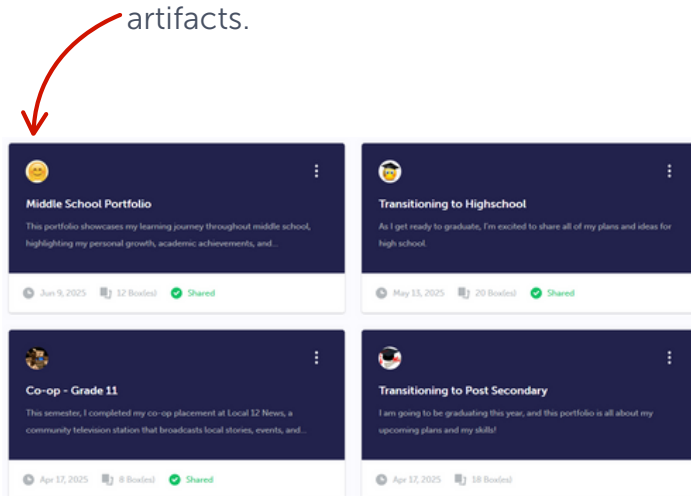 artifacts.
Middle School Portfolio
This portfolio showcases my learning journey throughout middle school,
highlighting my personal growth, academic achievements, and...
Jun 9, 2025 12 Box(es) Shared
Transitioning to Highschool
As I get ready to graduate, I'm excited to share all of my plans and ideas for
high school.
May 13, 2025 20 Box(es) Shared
Co-op - Grade 11
This semester, I completed my co-op placement at Local 12 News, a
community television station that broadcasts local stories, events, and...
Apr 17, 2025 8 Box(es) Shared
Transitioning to Post Secondary
I am going to be graduating this year, and this portfolio is all about my
upcoming plans and my skills!
Apr 17, 2025 18 Box(es)